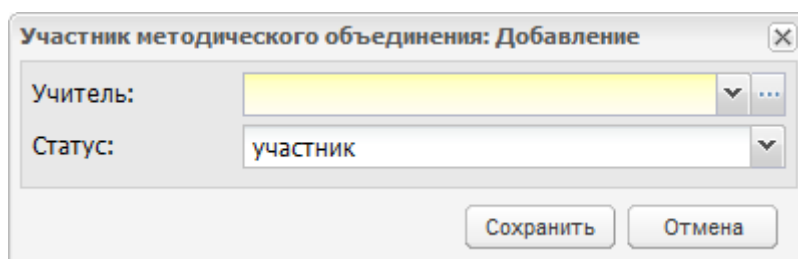 Участник методического объединения: Добавление
Учитель:
Статус: участник
Сохранить Отмена